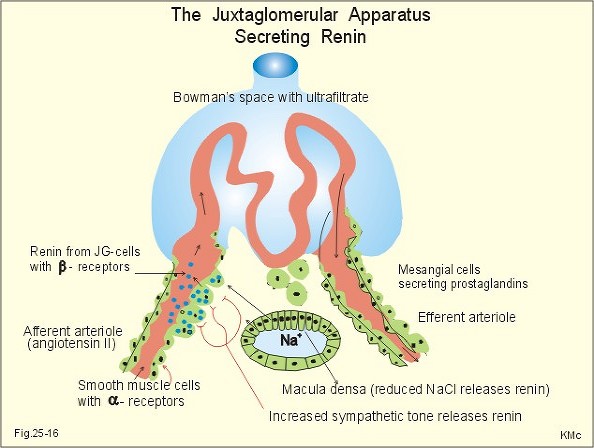 The Juxtaglomerular Apparatus
Secreting Renin
Bowman's space with ultrafiltrate
Renin from JG-cells
with β- receptors
Mesangial cells
secreting prostaglandins
Efferent arteriole
Afferent arteriole
(angiotensin II)
Na+
Smooth muscle cells
with α- receptors
Macula densa (reduced NaCl releases renin)
Increased sympathetic tone releases renin
Fig.25-16
KMc